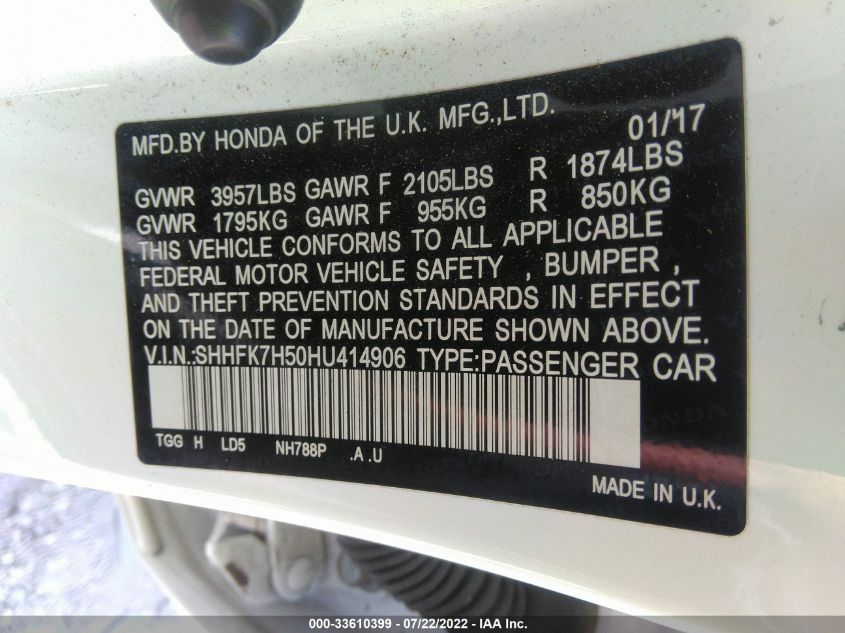 MFD.BY HONDA OF THE U.K. MFG.,LTD. 01/'17
GVWR 3957LBS GAWR F 2105LBS R 1874LBS
GVWR 1795KG GAWR F 955KG R 850KG
THIS VEHICLE CONFORMS TO ALL APPLICABLE
FEDERAL MOTOR VEHICLE SAFETY , BUMPER ,
AND THEFT PREVENTION STANDARDS IN EFFECT
ON THE DATE OF MANUFACTURE SHOWN ABOVE.
V.I.N.:SHHFK7H50HU414906 TYPE:PASSENGER CAR
TGG H LD5 NH788P .A .U
MADE IN U.K.
000-33610399 - 07/22/2022 - IAA Inc.